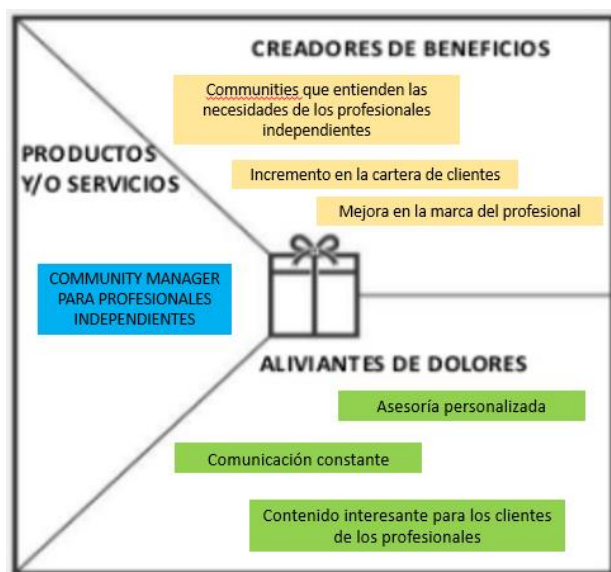 CREADORES DE BENEFICIOS
Communities que entienden las
necesidades de los profesionales
independientes
PRODUCTOS
Y/O SERVICIOS
Incremento en la cartera de clientes
Mejora en la marca del profesional
COMMUNITY MANAGER
PARA PROFESIONALES
INDEPENDIENTES
ALIVIANTES DE DOLORES
Asesoría personalizada
Comunicación constante
Contenido interesante para los clientes
de los profesionales